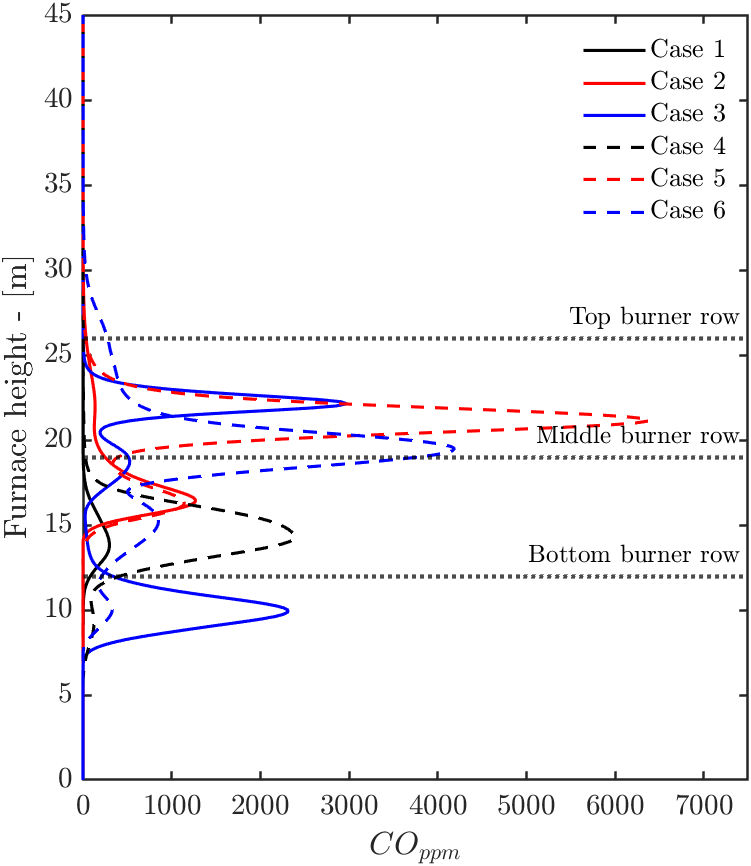 45
40
35
30
25
20
15
10
5
0
Furnace height - [m]
Case 1
Case 2
Case 3
Case 4
Case 5
Case 6
Top burner row
Middle burner row
Bottom burner row
0 1000 2000 3000 4000 5000 6000 7000
CO_{ppm}